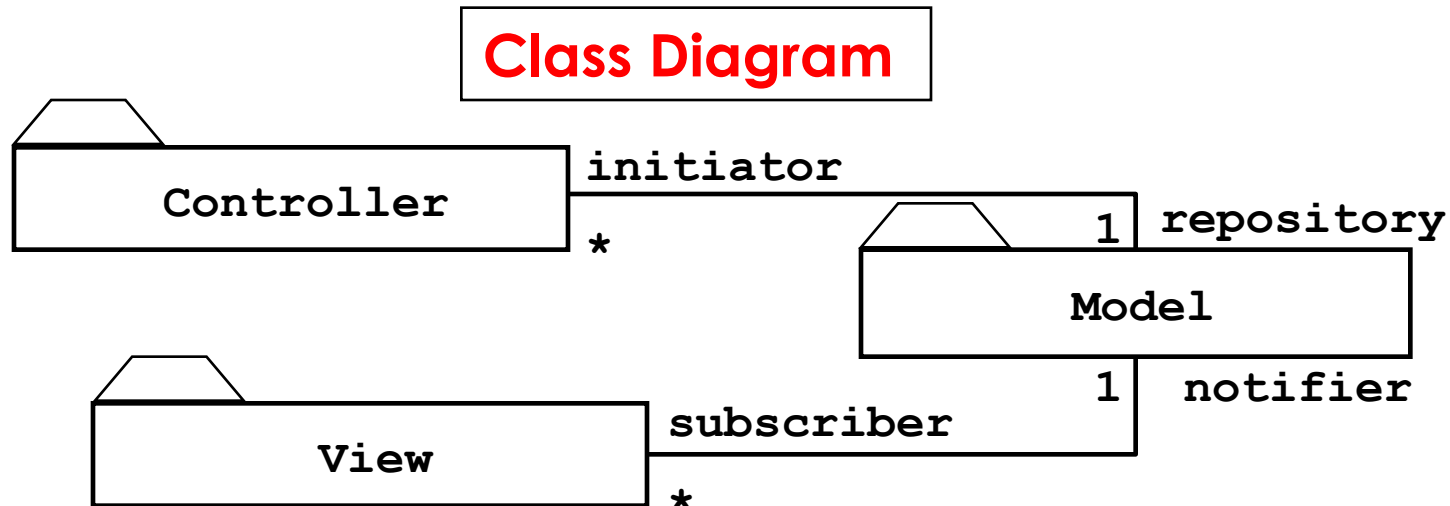 Class Diagram
initiator
Controller
*
1
repository
Model
1
notifier
subscriber
View
*